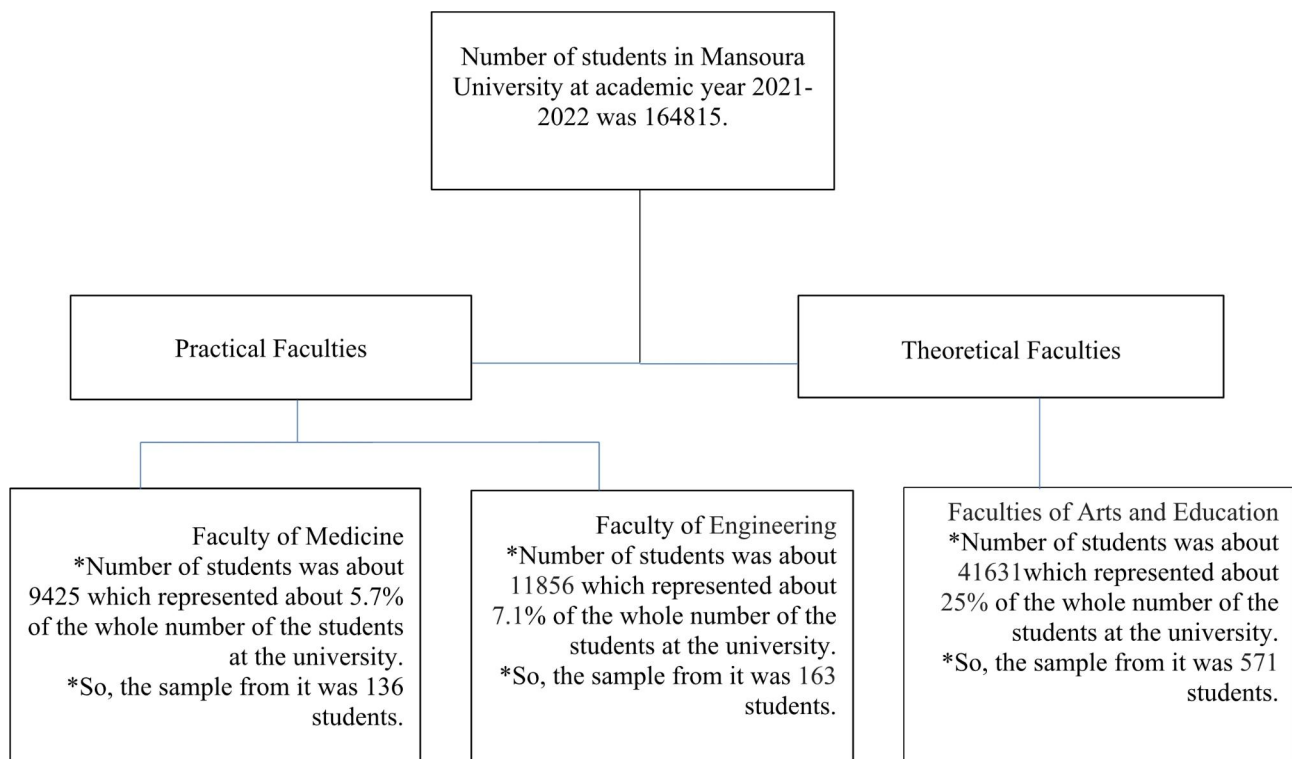 Number of students in Mansoura
University at academic year 2021-
2022 was 164815.
Practical Faculties
Theoretical Faculties
Faculty of Medicine
*Number of students was about
9425 which represented about 5.7%
of the whole number of the students
at the university.
*So, the sample from it was 136
students.
Faculty of Engineering
*Number of students was about
11856 which represented about
7.1% of the whole number of the
students at the university.
*So, the sample from it was 163
students.
Faculties of Arts and Education
*Number of students was about
41631which represented about
25% of the whole number of the
students at the university.
*So, the sample from it was 571
students.